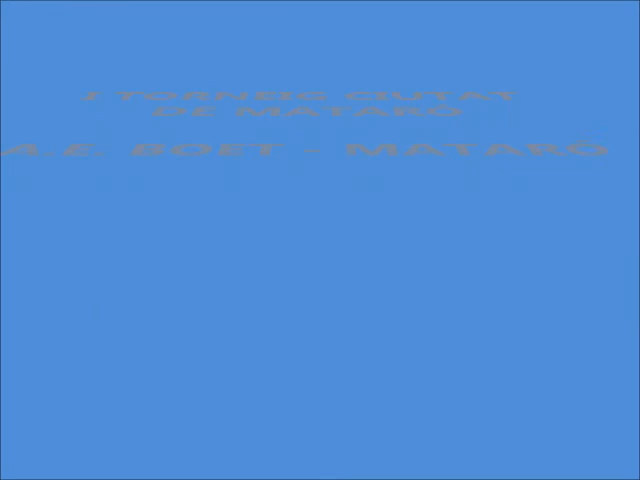 I TORNEIG CIUTAT
DE MATARÓ
A.E. BOET - MATARÓ